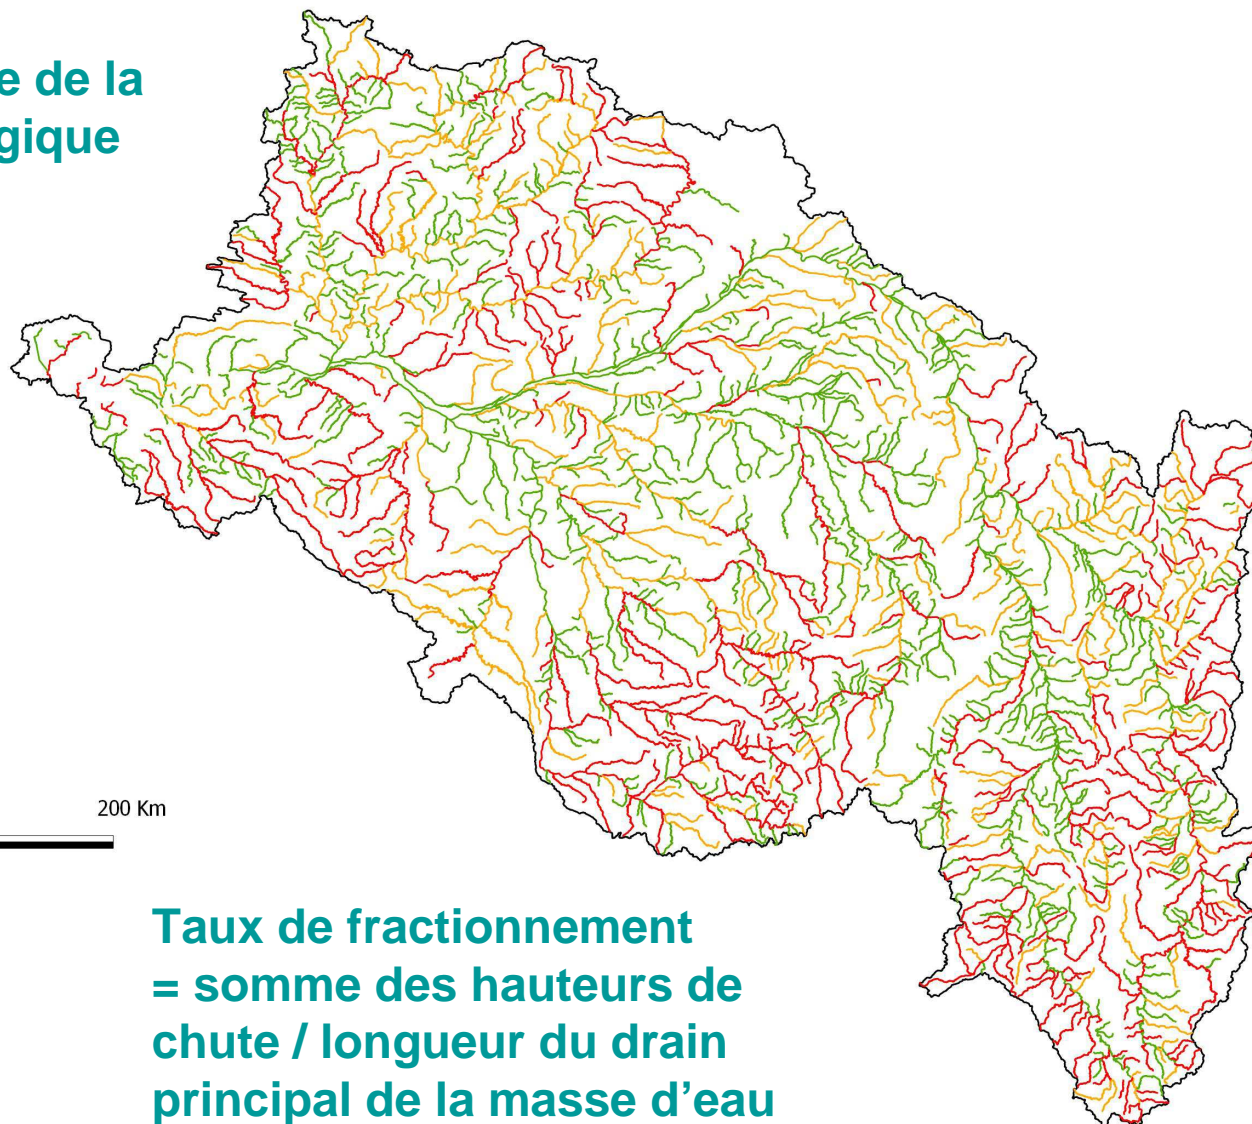 e de la
gique
200 Km
Taux de fractionnement
= somme des hauteurs de
chute / longueur du drain
principal de la masse d’eau